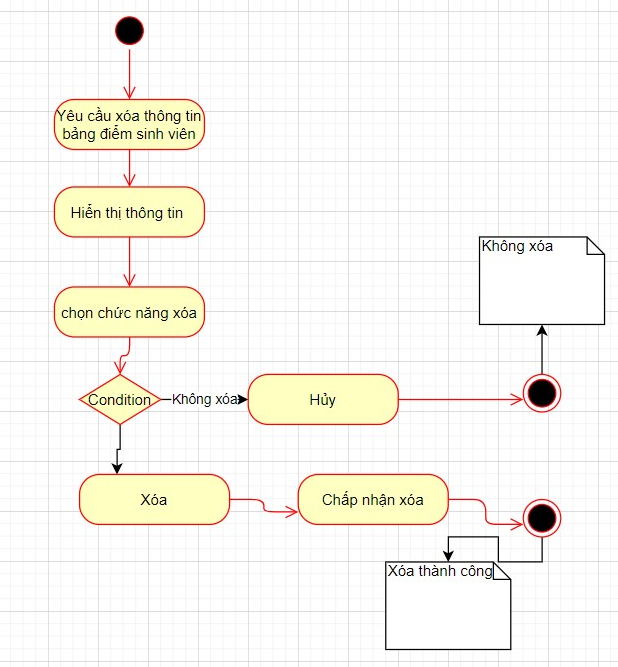 Yêu cầu xóa thông tin
bảng điểm sinh viên
Hiển thị thông tin
chọn chức năng xóa
Không xóa
Condition
Không xóa
Hủy
Xóa
Chấp nhận xóa
Xóa thành công